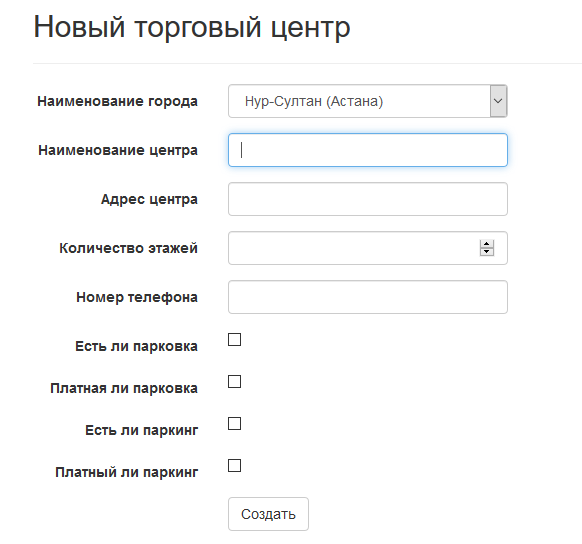 Новый торговый центр
Наименование города
Нур-Султан (Астана)
Наименование центра
Адрес центра
Количество этажей
Номер телефона
Есть ли парковка
Платная ли парковка
Есть ли паркинг
Платный ли паркинг
Создать